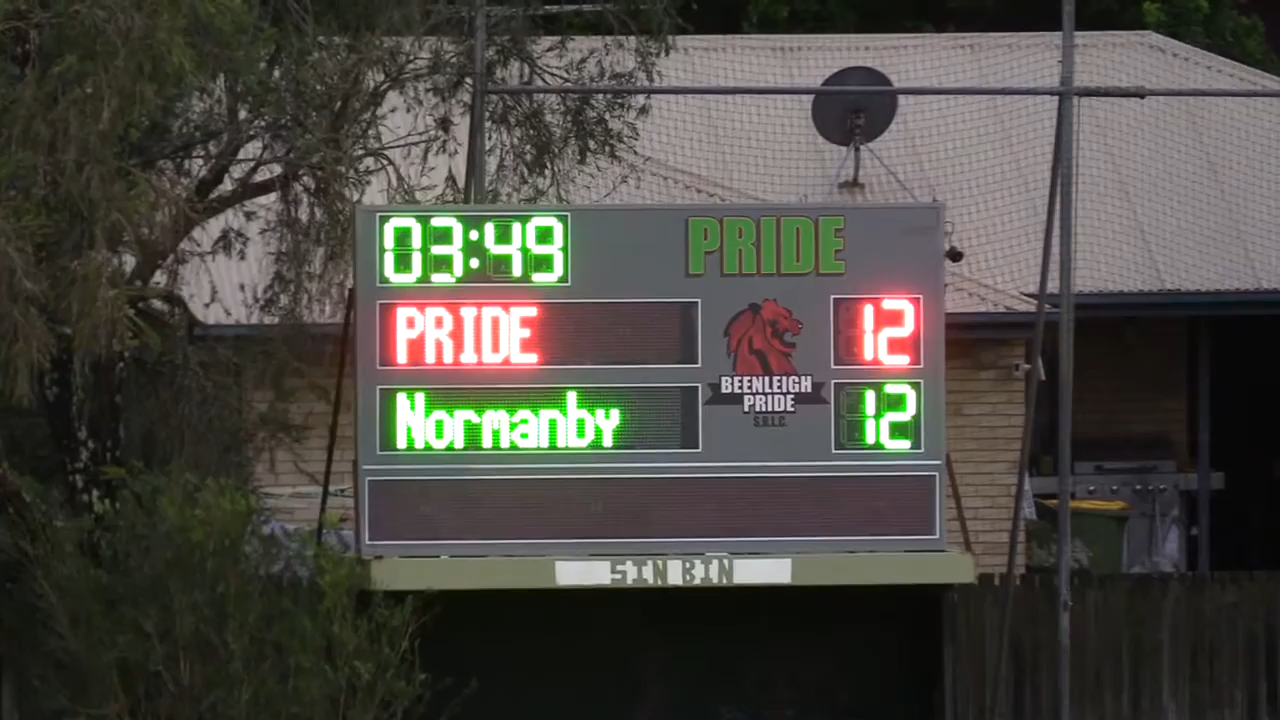 03:49
PRIDE
PRIDE
12
BEENLEIGH
PRIDE
S.R.L.C.
Normanby
12
SIN BIN